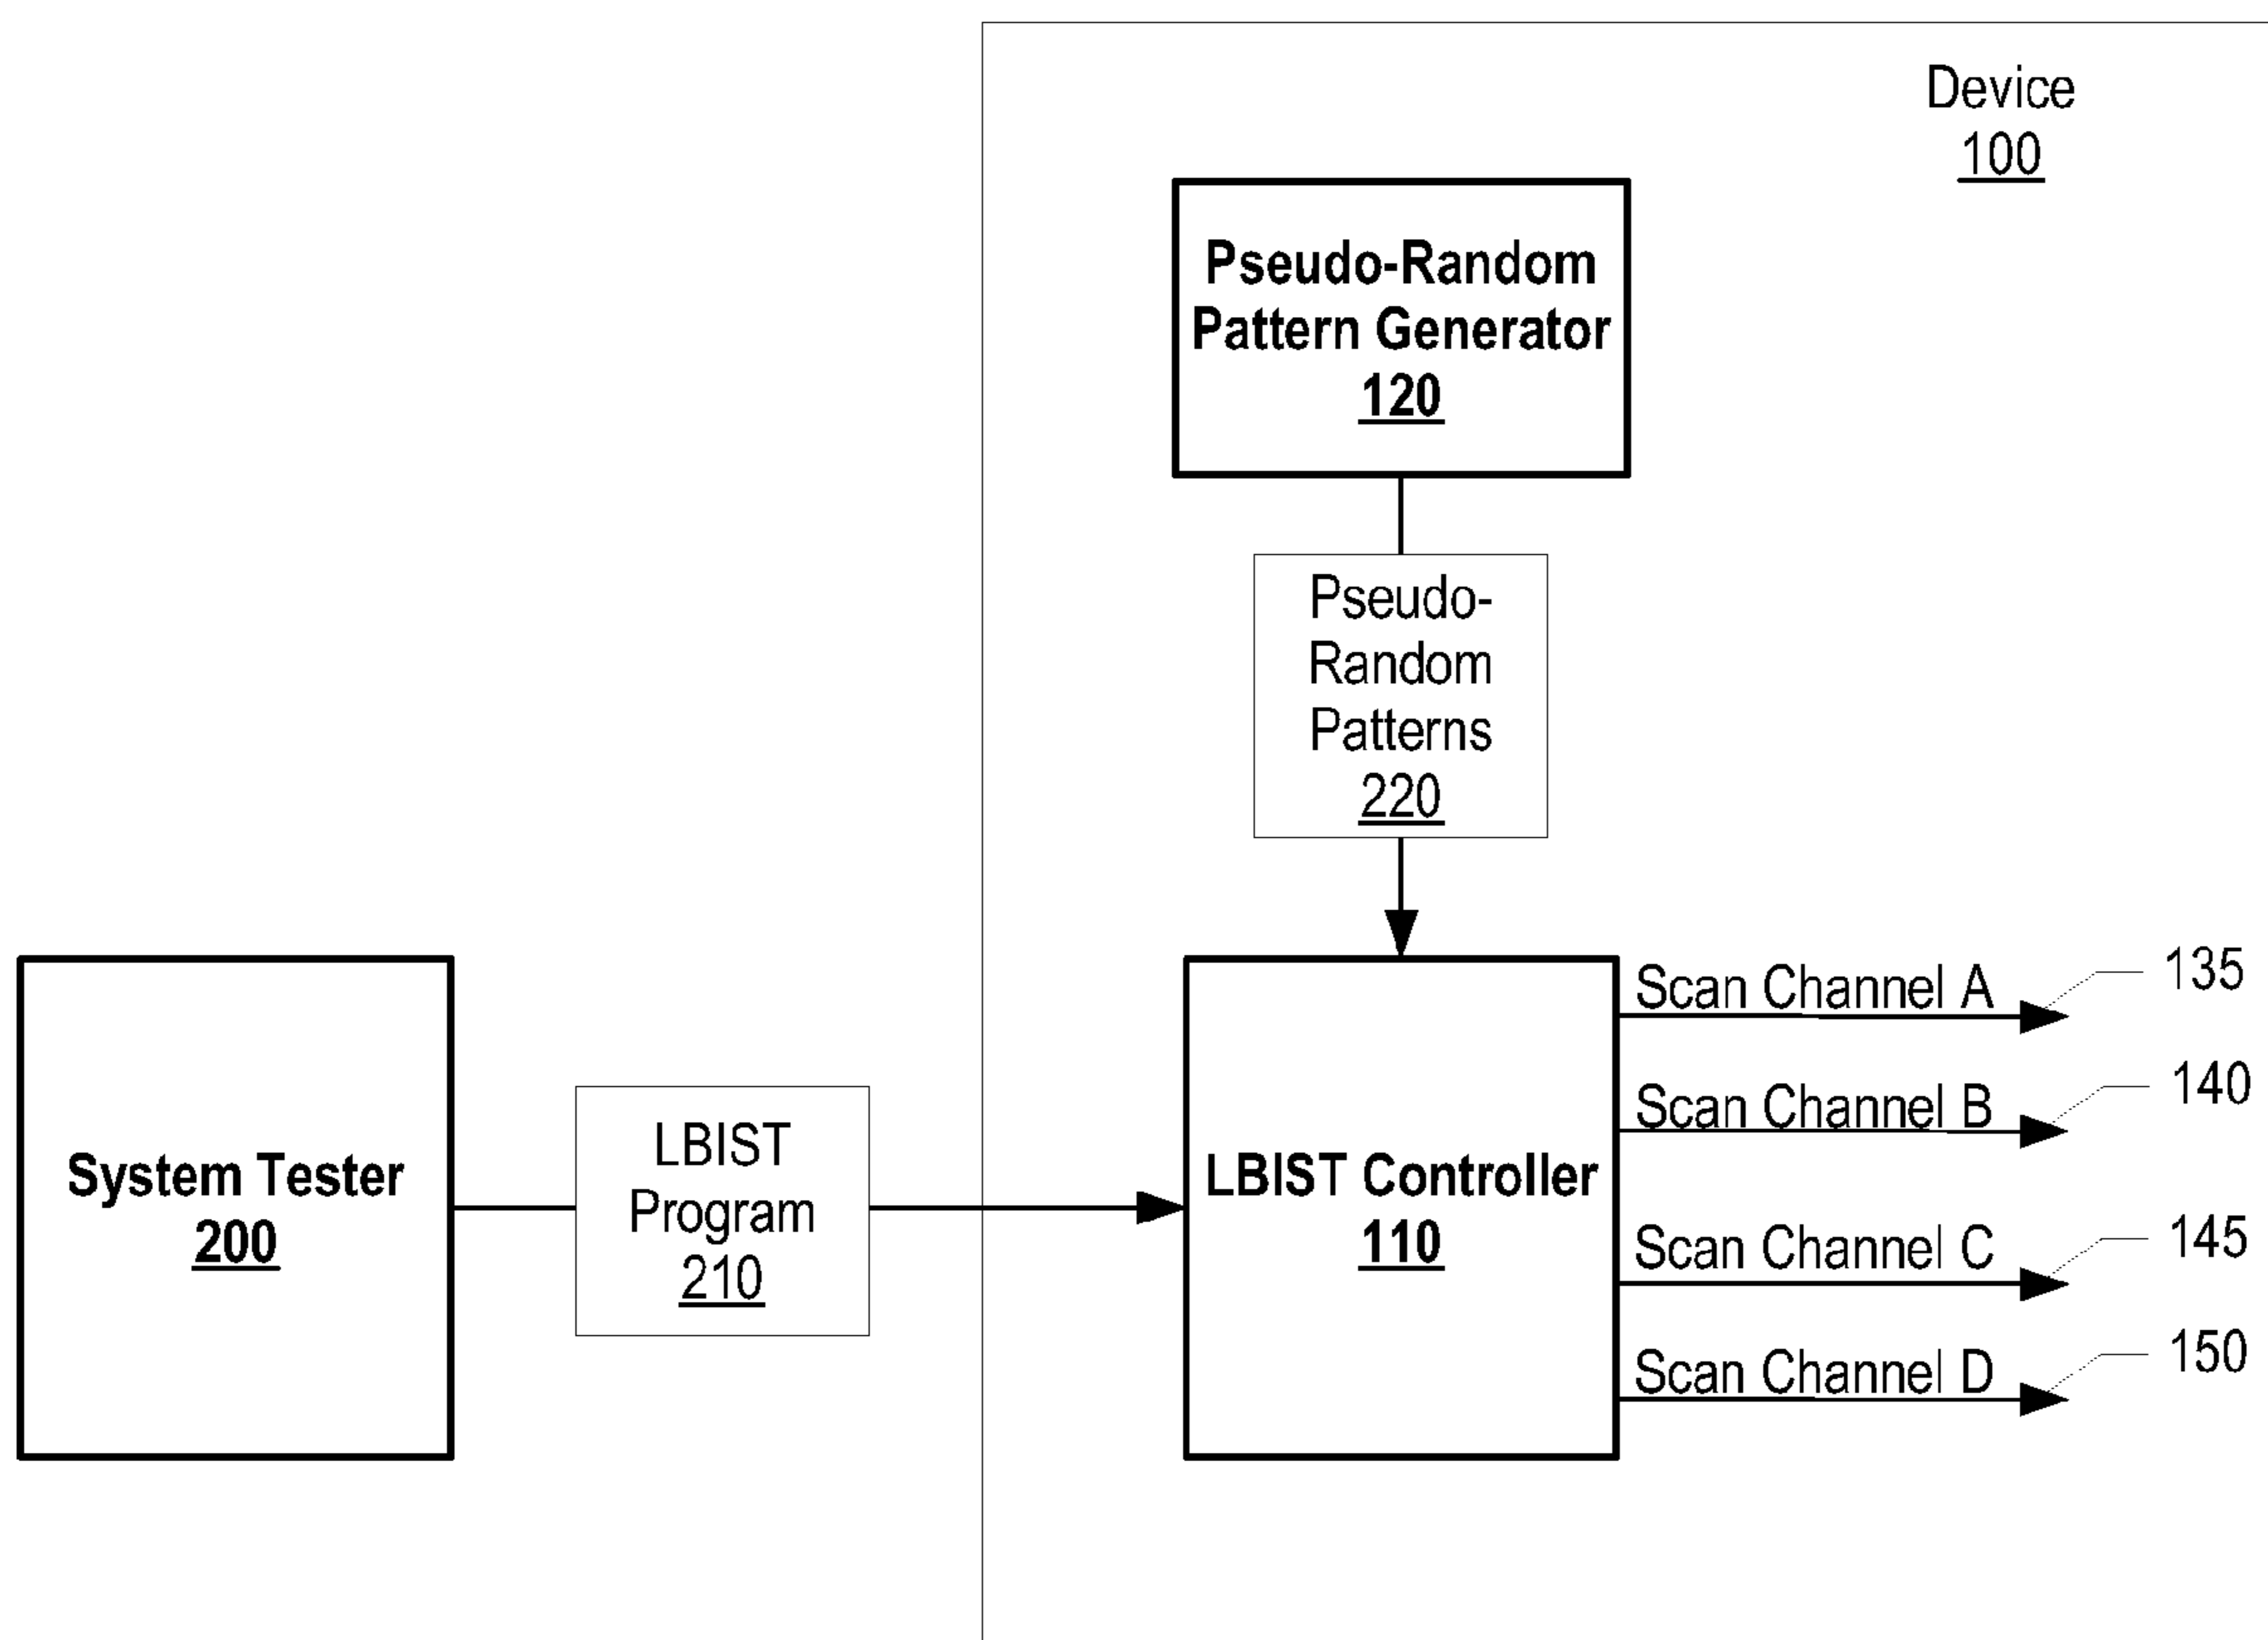 Device
100
Pseudo-Random
Pattern Generator
120
Pseudo-
Random
Patterns
220
System Tester
200
LBIST
Program
210
LBIST Controller
110
Scan Channel A
135
Scan Channel B
140
Scan Channel C
145
Scan Channel D
150